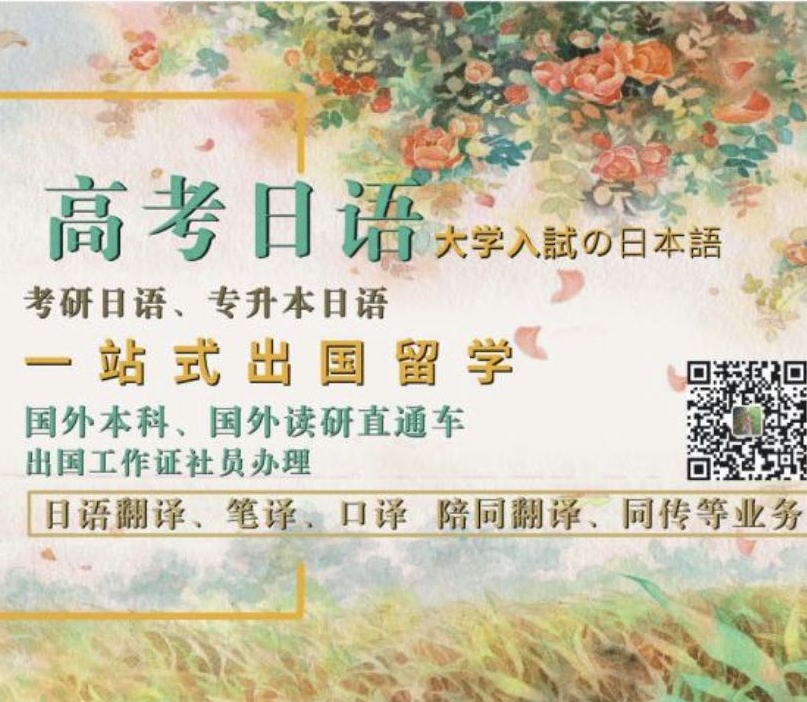 高考日语 大学入試の日本語
考研日语、专升本日语
一站式出国留学
国外本科、国外读研直通车
出国工作证社员办理
日语翻译、笔译、口译 陪同翻译、同传等业务